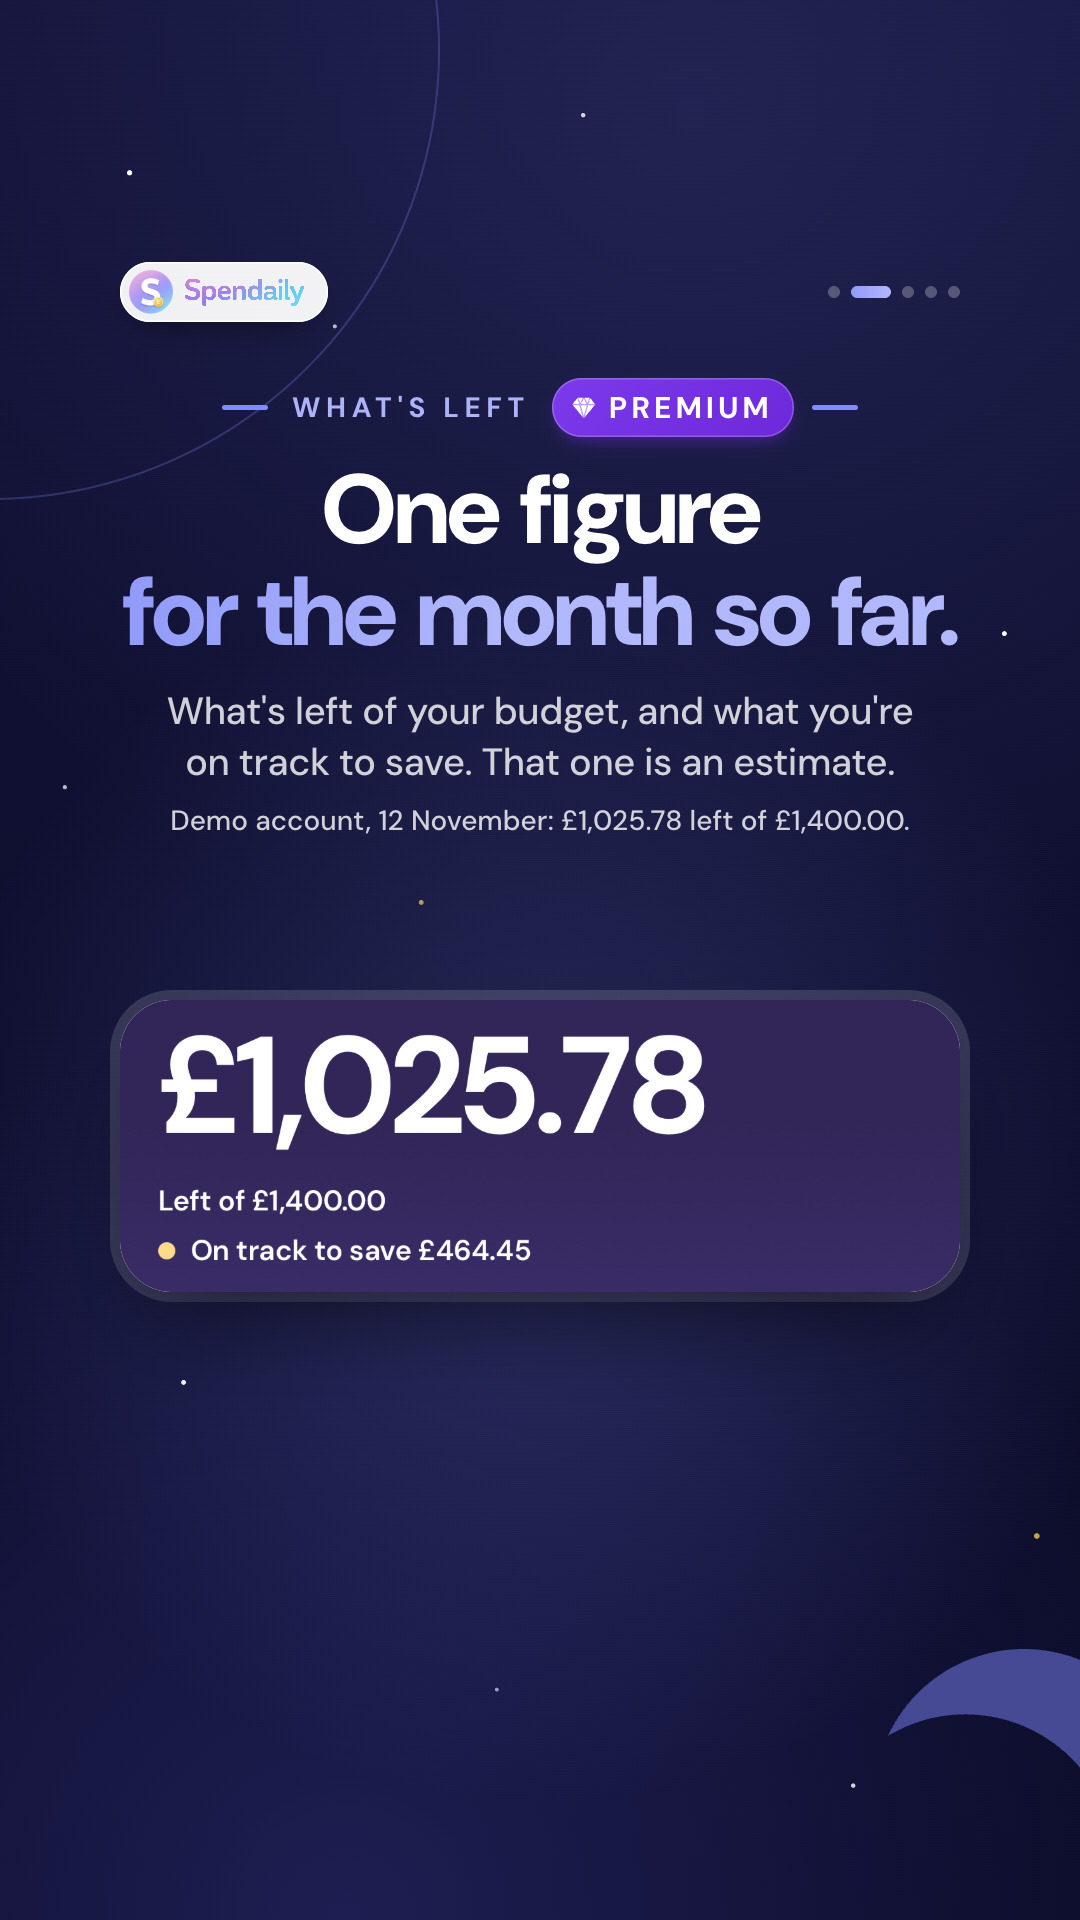 Spendaily
WHAT'S LEFT PREMIUM
One figure
for the month so far.
What's left of your budget, and what you're
on track to save. That one is an estimate.
Demo account, 12 November: £1,025.78 left of £1,400.00.
£1,025.78
Left of £1,400.00
On track to save £464.45